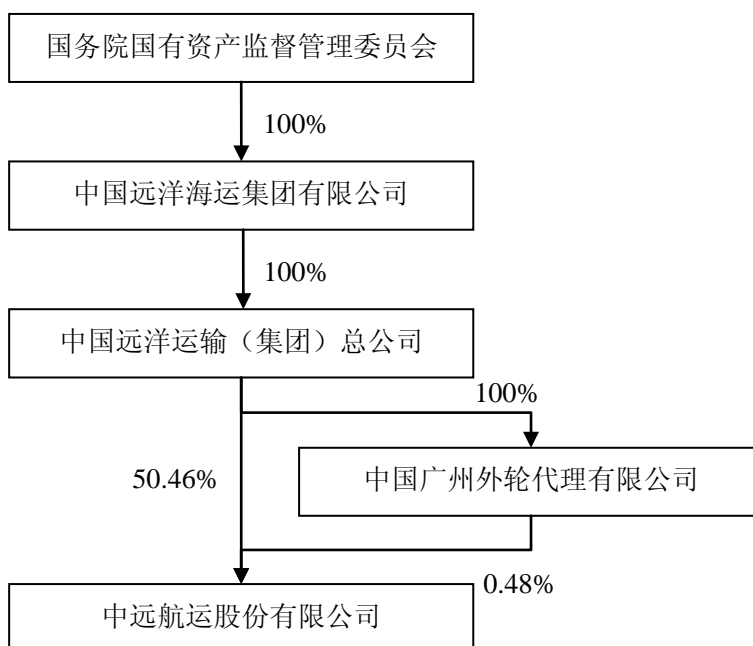 国务院国有资产监督管理委员会
100%
中国远洋海运集团有限公司
100%
中国远洋运输（集团）总公司
100%
50.46%
中国广州外轮代理有限公司
0.48%
中远航运股份有限公司